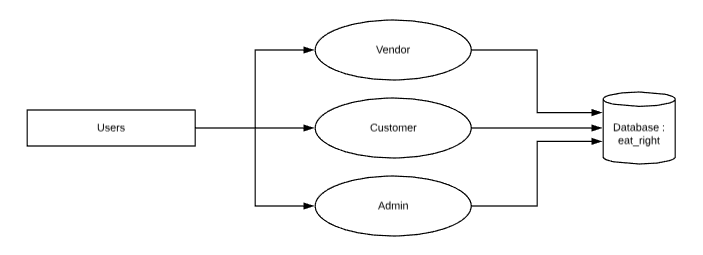 Vendor
Users
Customer
Database :
eat_right
Admin